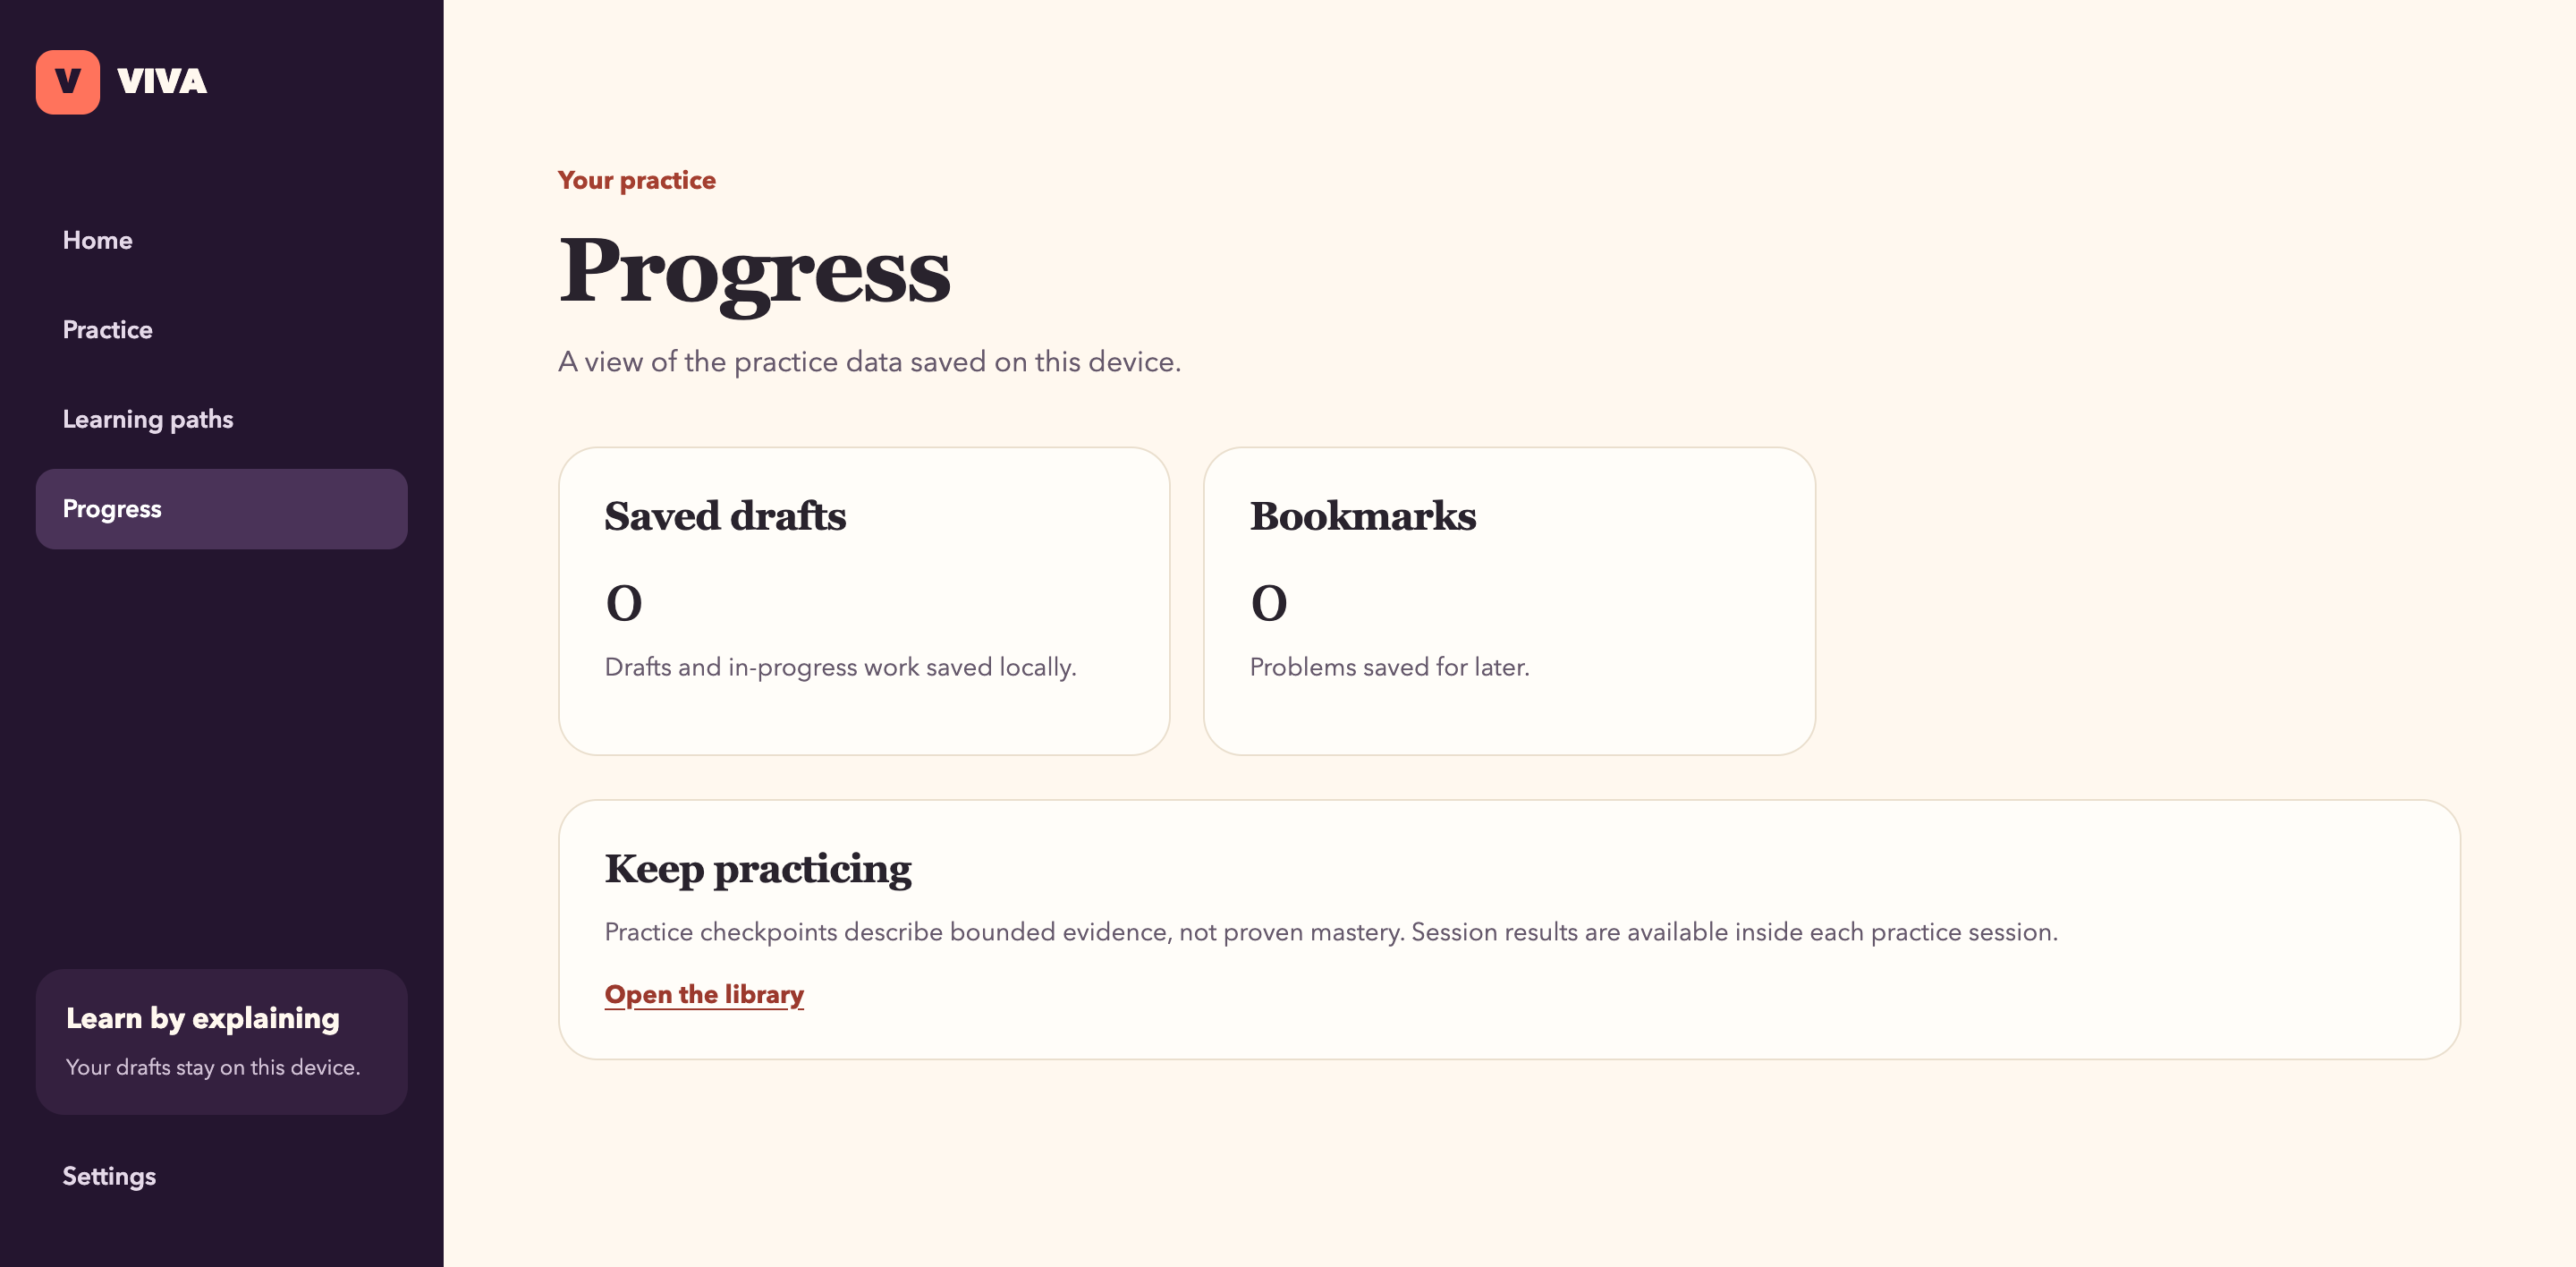 V VIVA
Home
Practice
Learning paths
Progress
Learn by explaining
Your drafts stay on this device.
Settings
Your practice
Progress
A view of the practice data saved on this device.
Saved drafts
0
Drafts and in-progress work saved locally.
Bookmarks
0
Problems saved for later.
Keep practicing
Practice checkpoints describe bounded evidence, not proven mastery. Session results are available inside each practice session.
Open the library